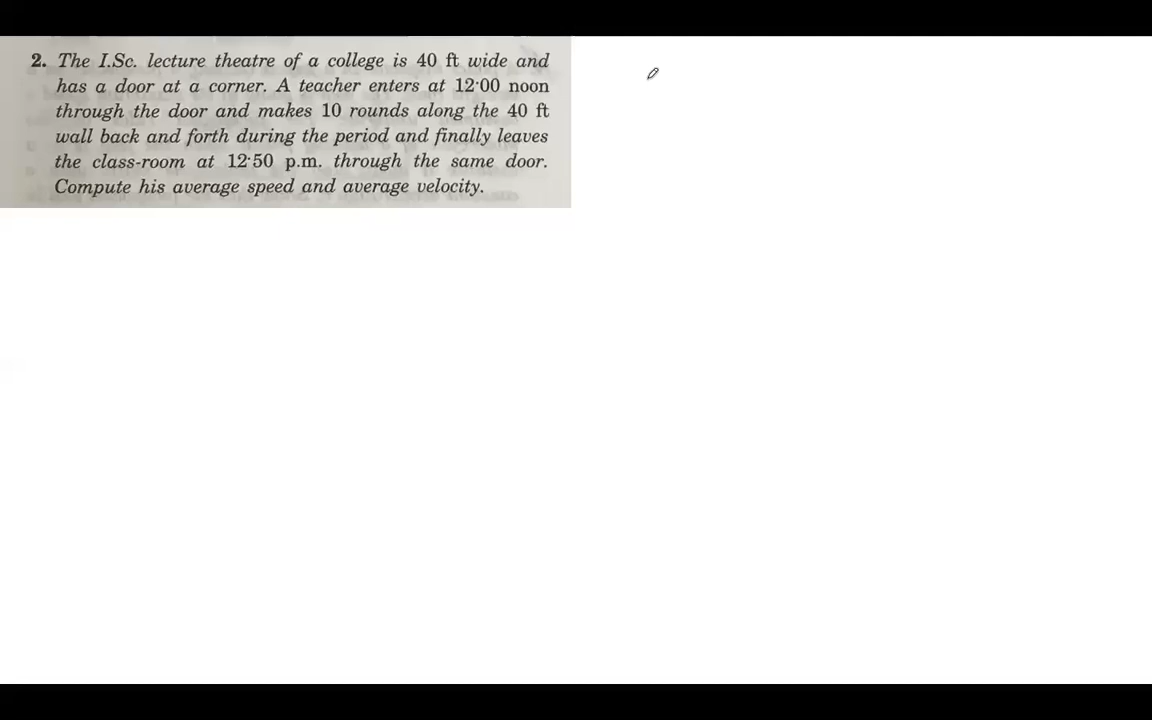 2. The I.Sc. lecture theatre of a college is 40 ft wide and
has a door at a corner. A teacher enters at 12·00 noon
through the door and makes 10 rounds along the 40 ft
wall back and forth during the period and finally leaves
the class-room at 12·50 p.m. through the same door.
Compute his average speed and average velocity.